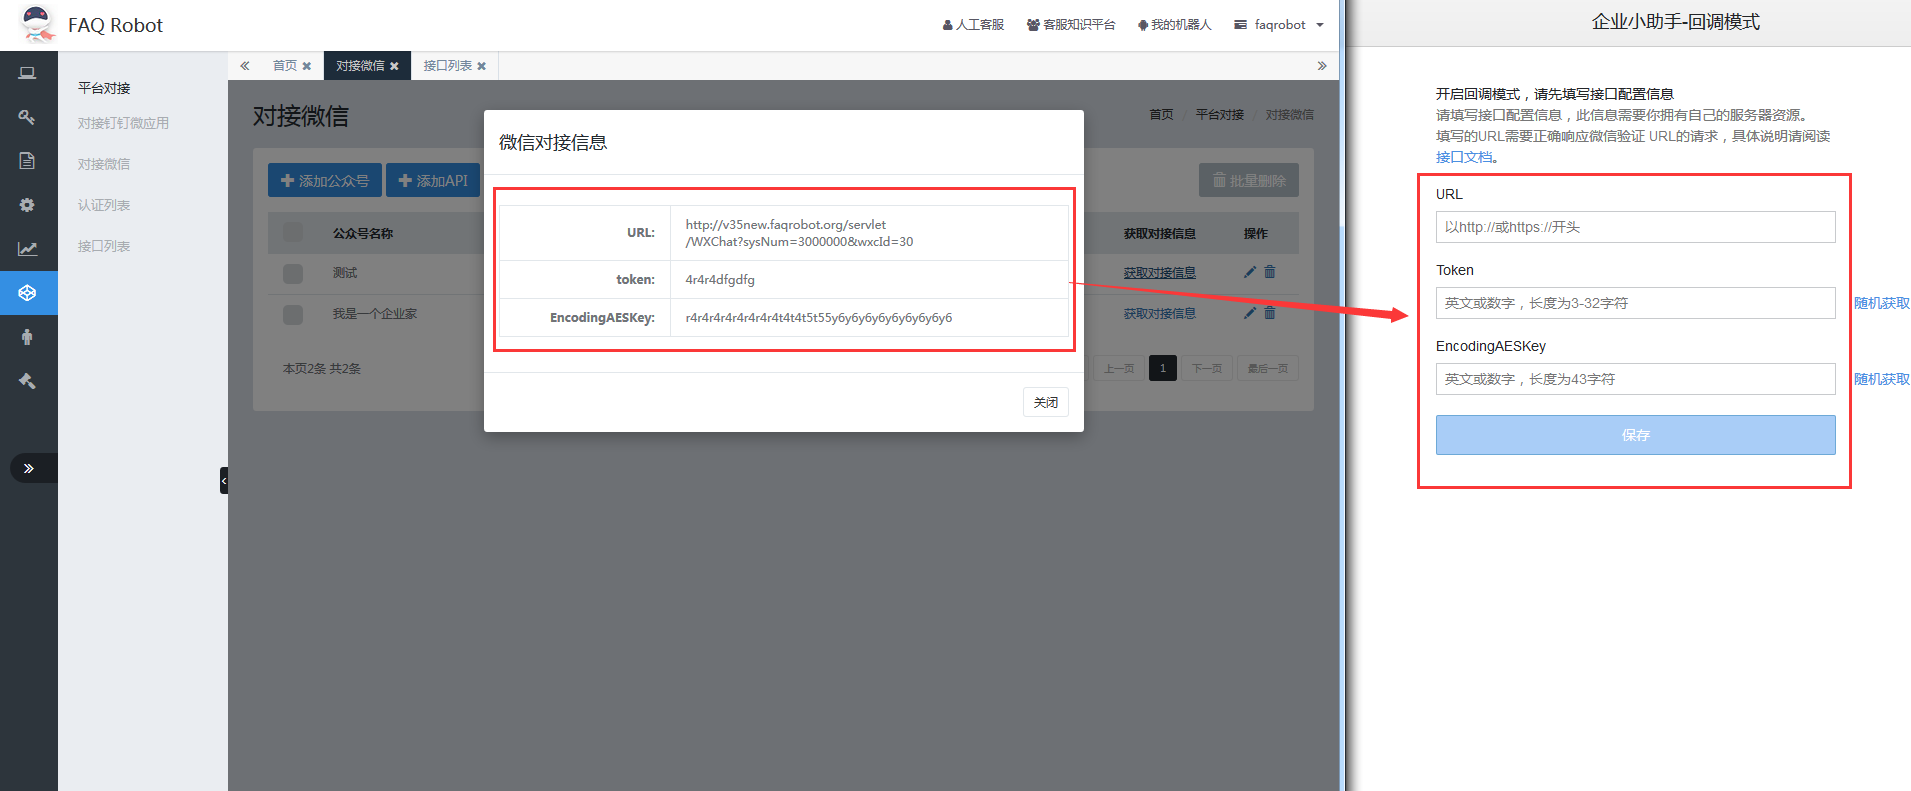 FAQ Robot
人工客服
客服知识平台
我的机器人
faqrobot
平台对接
对接钉钉微应用
对接微信
认证列表
接口列表
首页
对接微信
接口列表
对接微信
首页 / 平台对接 / 对接微信
添加公众号
添加API
批量删除
公众号名称
获取对接信息
操作
测试
获取对接信息
我是一个企业家
获取对接信息
本页2条 共2条
上一页
1
下一页
最后一页
微信对接信息
URL:
http://v35new.faqrobot.org/servlet
/WXChat?sysNum=3000000&wxcId=30
token:
4r4r4dfgdfg
EncodingAESKey:
r4r4r4r4r4r4r4r4t4t4t5t55y6y6y6y6y6y6y6y6y6
关闭
企业小助手-回调模式
开启回调模式，请先填写接口配置信息
请填写接口配置信息，此信息需要你拥有自己的服务器资源。
填写的URL需要正确响应微信验证 URL的请求，具体说明请阅读
接口文档。
URL
以http://或https://开头
Token
英文或数字，长度为3-32字符
随机获取
EncodingAESKey
英文或数字，长度为43字符
随机获取
保存